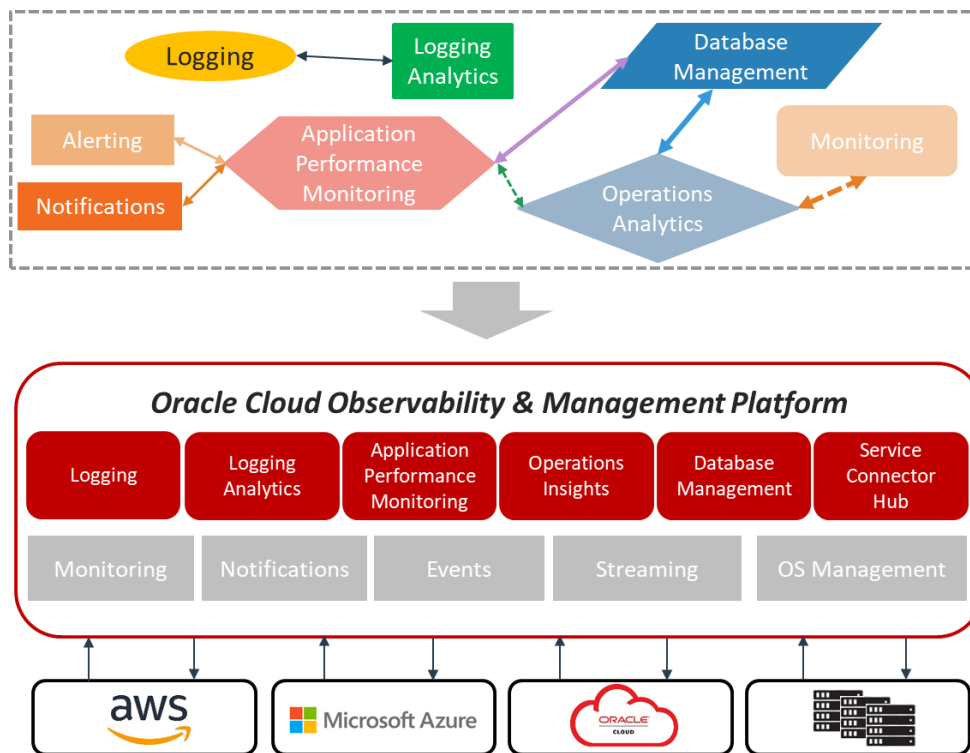 Logging
Logging
Analytics
Database
Management
Alerting
Application
Performance
Monitoring
Monitoring
Notifications
Operations
Analytics
Oracle Cloud Observability & Management Platform
Logging
Logging
Analytics
Application
Performance
Monitoring
Operations
Insights
Database
Management
Service
Connector
Hub
Monitoring
Notifications
Events
Streaming
OS Management
aws
Microsoft Azure
ORACLE
CLOUD